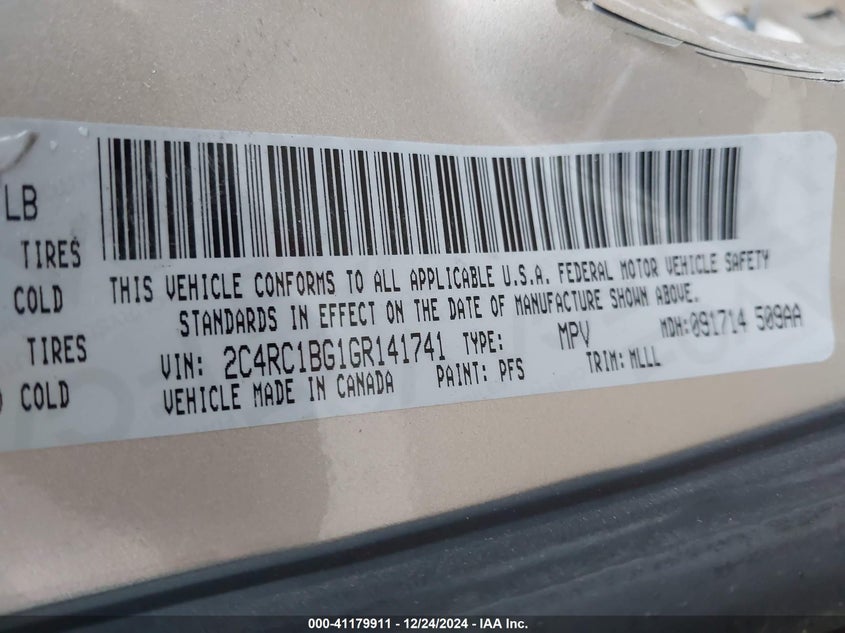 LB
TIRES
COLD
TIRES
COLD
THIS VEHICLE CONFORMS TO ALL APPLICABLE U.S.A. FEDERAL MOTOR VEHICLE SAFETY
STANDARDS IN EFFECT ON THE DATE OF MANUFACTURE SHOWN ABOVE.
VIN: 2C4RC1BG1GR141741 TYPE: MPV MDH:091714 509AA
VEHICLE MADE IN CANADA PAINT: PFS TRIM: MLLL
000-41179911 - 12/24/2024 - IAA Inc.